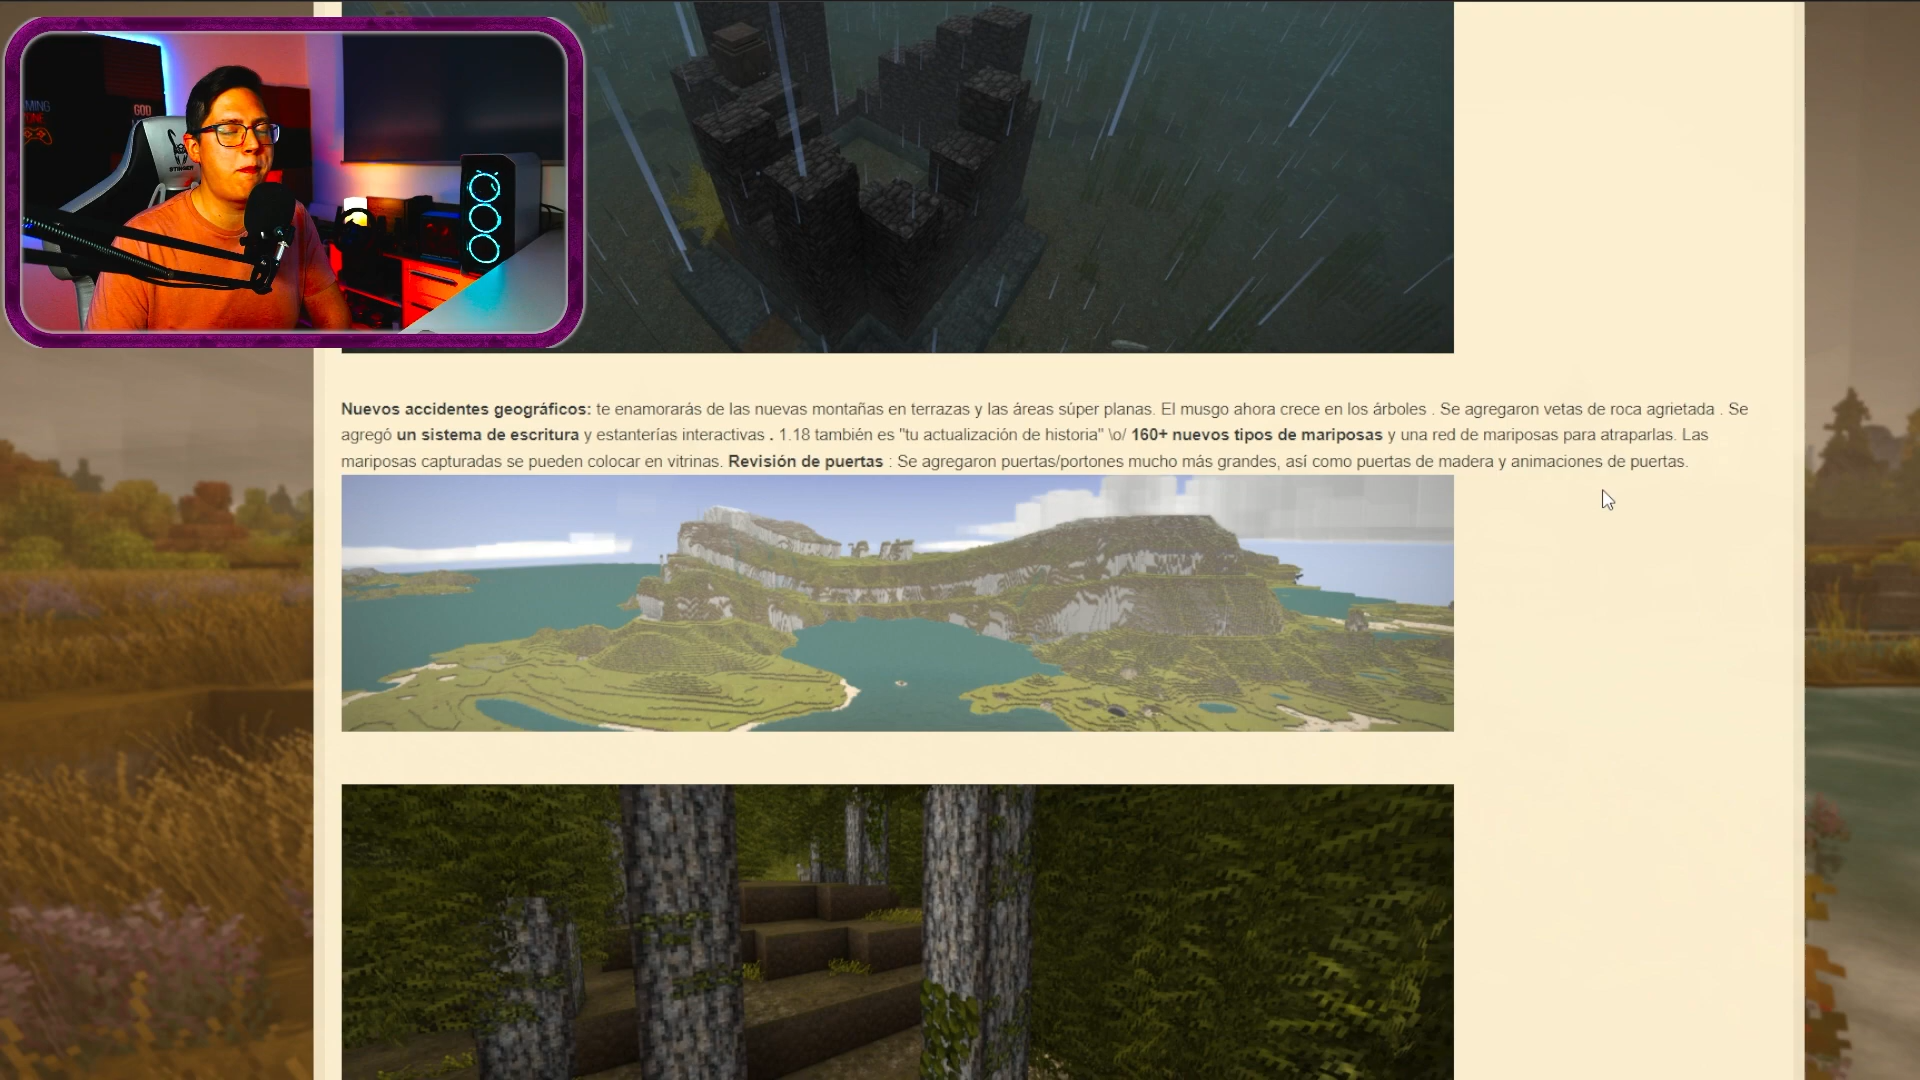 AMING
ONE
GOD
STINGER
Nuevos accidentes geográficos: te enamorarás de las nuevas montañas en terrazas y las áreas súper planas. El musgo ahora crece en los árboles . Se agregaron vetas de roca agrietada . Se
agregó un sistema de escritura y estanterías interactivas . 1.18 también es "tu actualización de historia" \o/ 160+ nuevos tipos de mariposas y una red de mariposas para atraparlas. Las
mariposas capturadas se pueden colocar en vitrinas. Revisión de puertas : Se agregaron puertas/portones mucho más grandes, así como puertas de madera y animaciones de puertas.